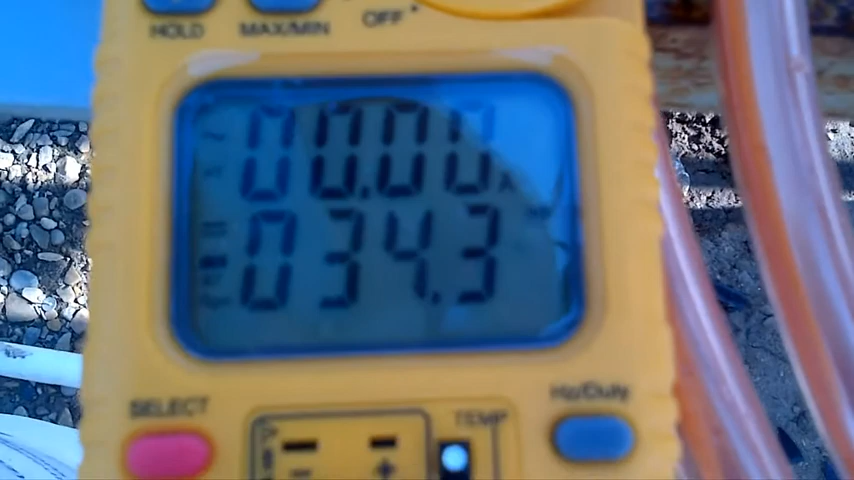 HOLD MAX/MIN OFF
00.00 A
034.3
SELECT TEMP Hz/Duty
- +